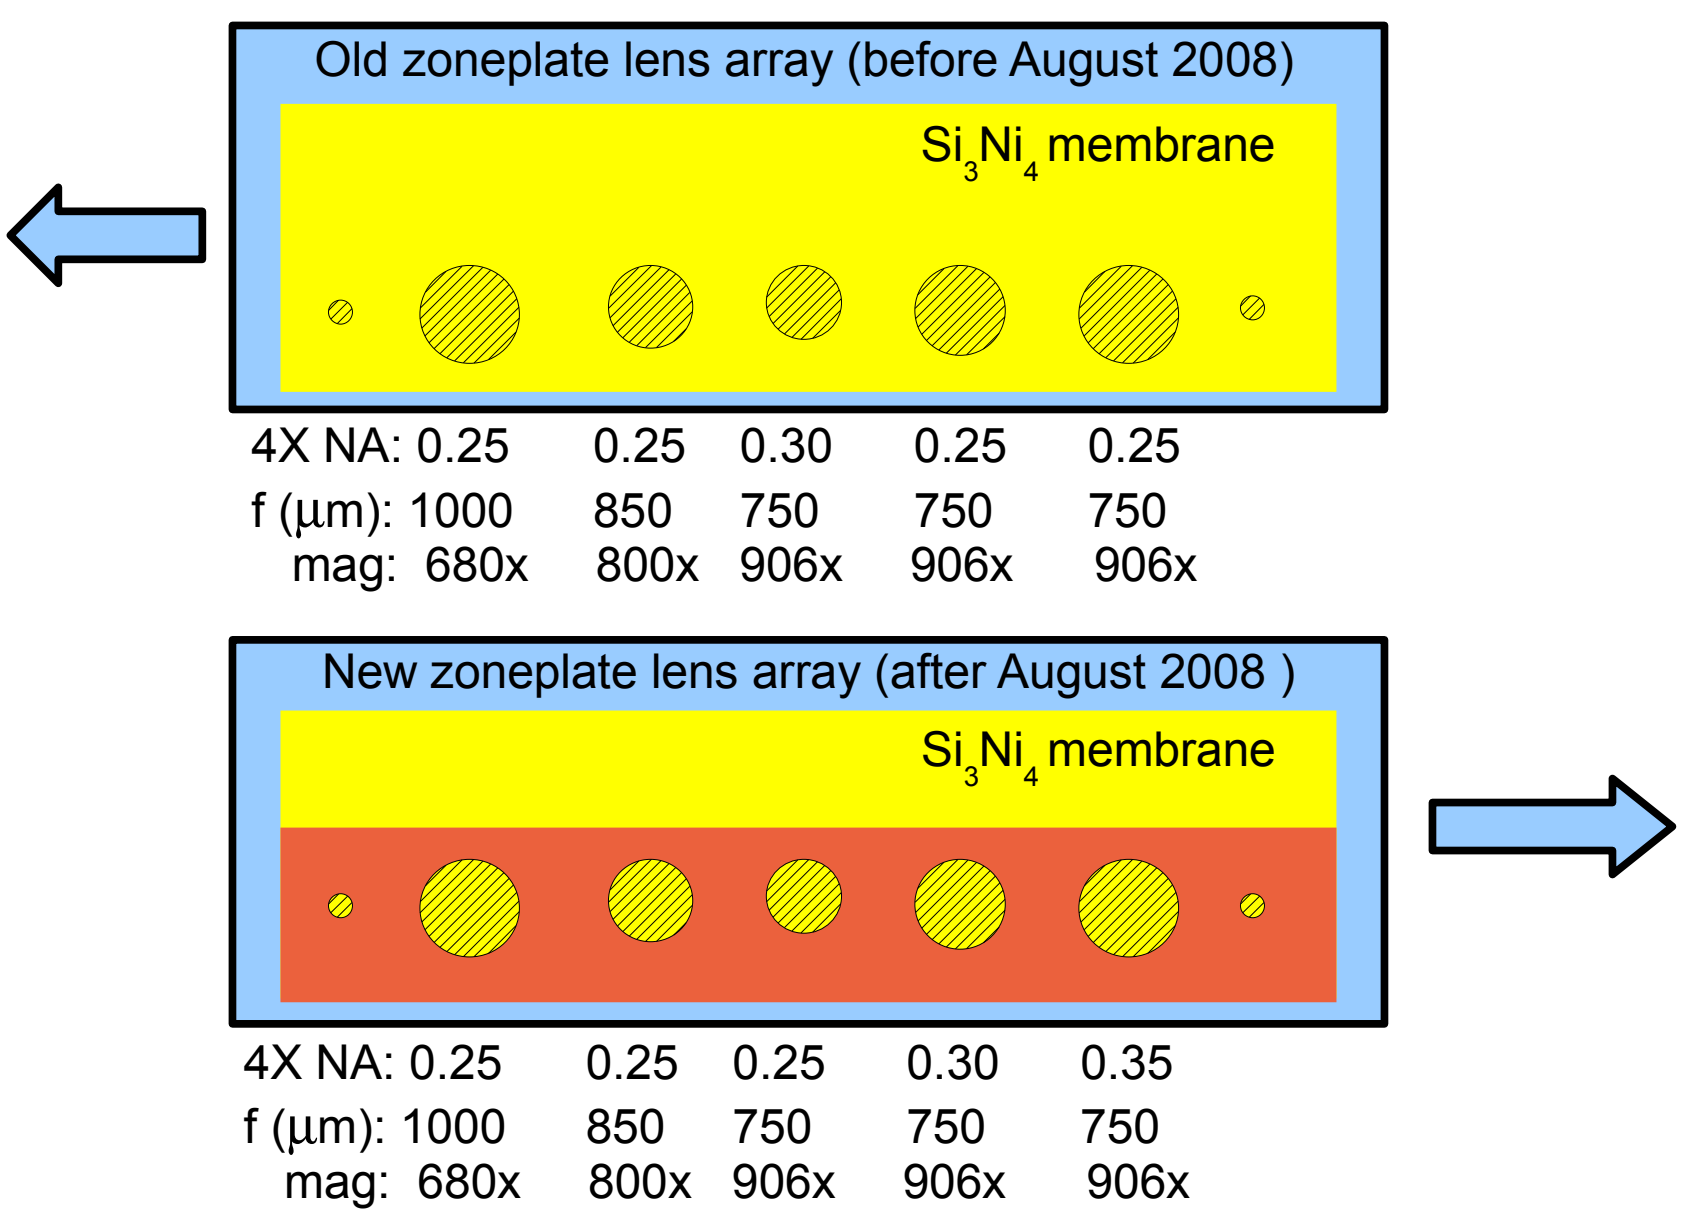 Old zoneplate lens array (before August 2008)
Si3Ni4 membrane
4X NA: 0.25 0.25 0.30 0.25 0.25
f (μm): 1000 850 750 750 750
mag: 680x 800x 906x 906x 906x
New zoneplate lens array (after August 2008 )
Si3Ni4 membrane
4X NA: 0.25 0.25 0.25 0.30 0.35
f (μm): 1000 850 750 750 750
mag: 680x 800x 906x 906x 906x